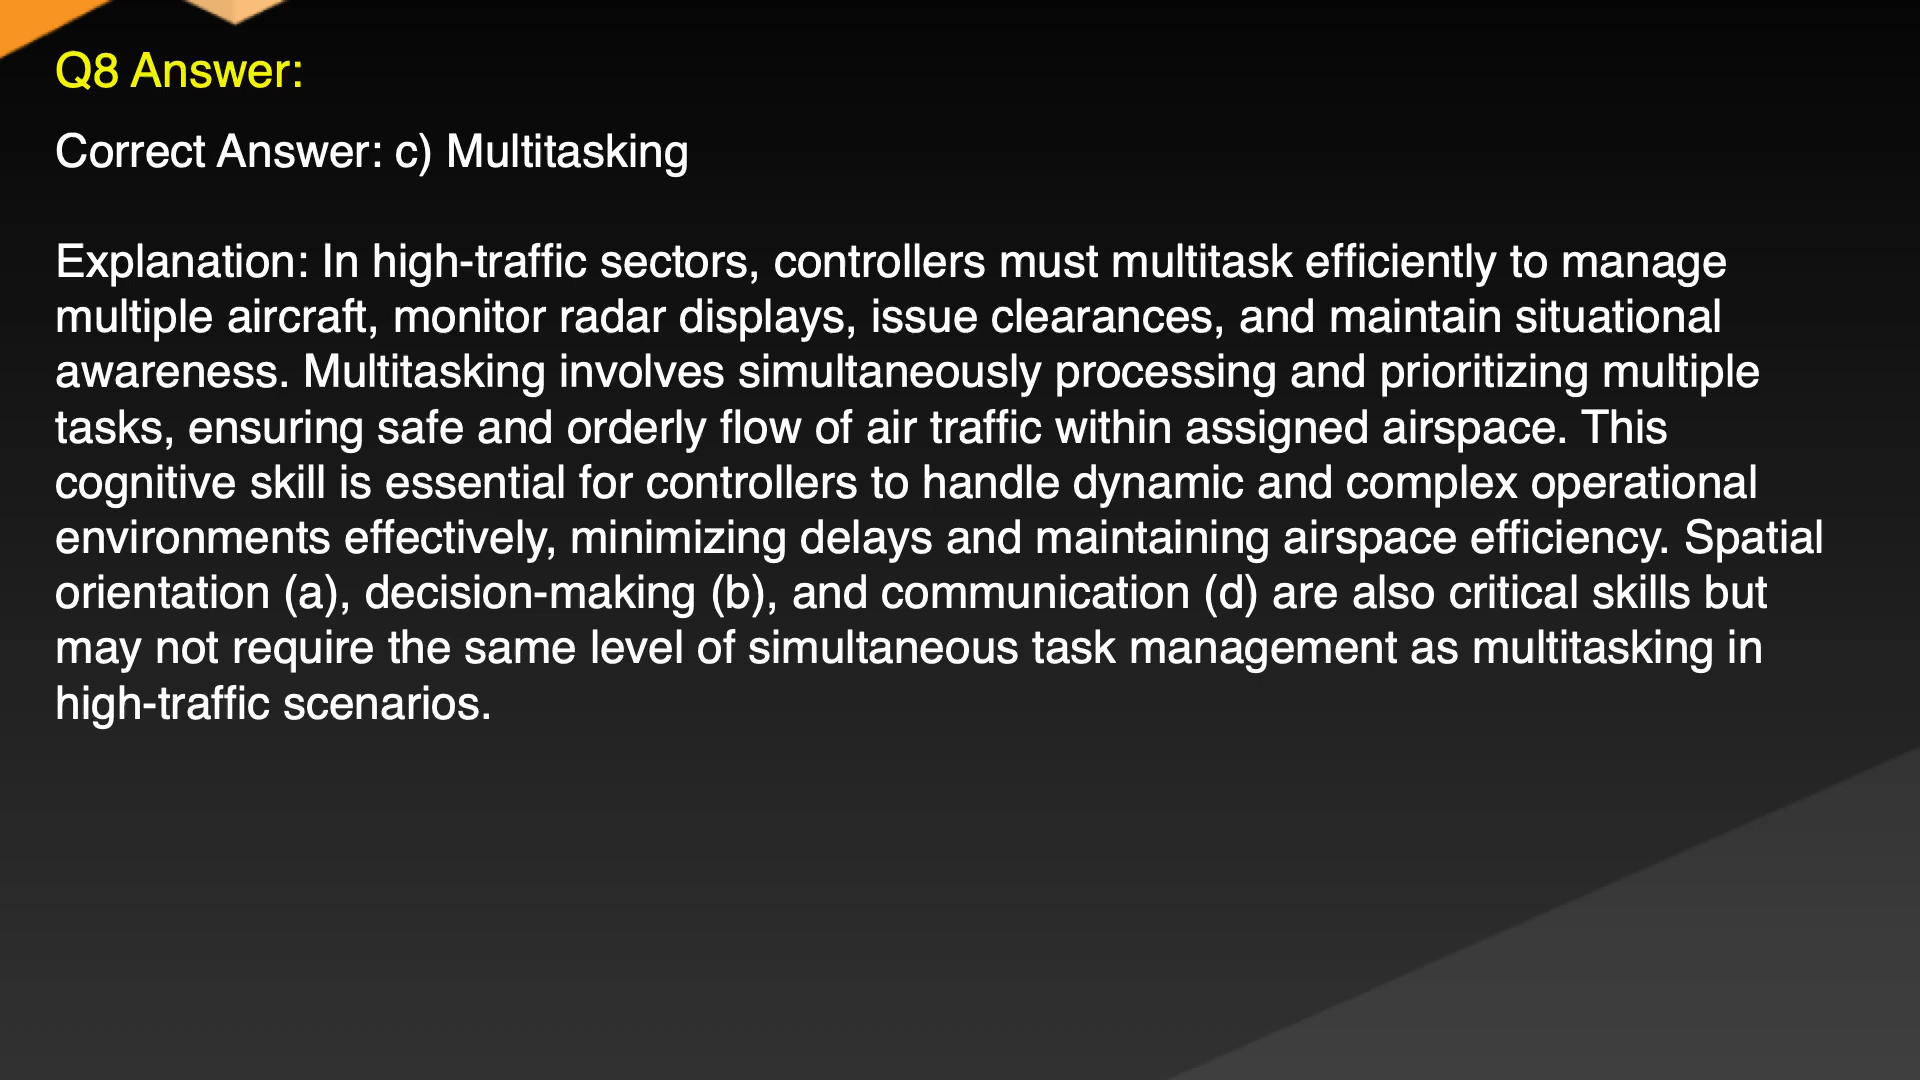 Q8 Answer:
Correct Answer: c) Multitasking
Explanation: In high-traffic sectors, controllers must multitask efficiently to manage
multiple aircraft, monitor radar displays, issue clearances, and maintain situational
awareness. Multitasking involves simultaneously processing and prioritizing multiple
tasks, ensuring safe and orderly flow of air traffic within assigned airspace. This
cognitive skill is essential for controllers to handle dynamic and complex operational
environments effectively, minimizing delays and maintaining airspace efficiency. Spatial
orientation (a), decision-making (b), and communication (d) are also critical skills but
may not require the same level of simultaneous task management as multitasking in
high-traffic scenarios.